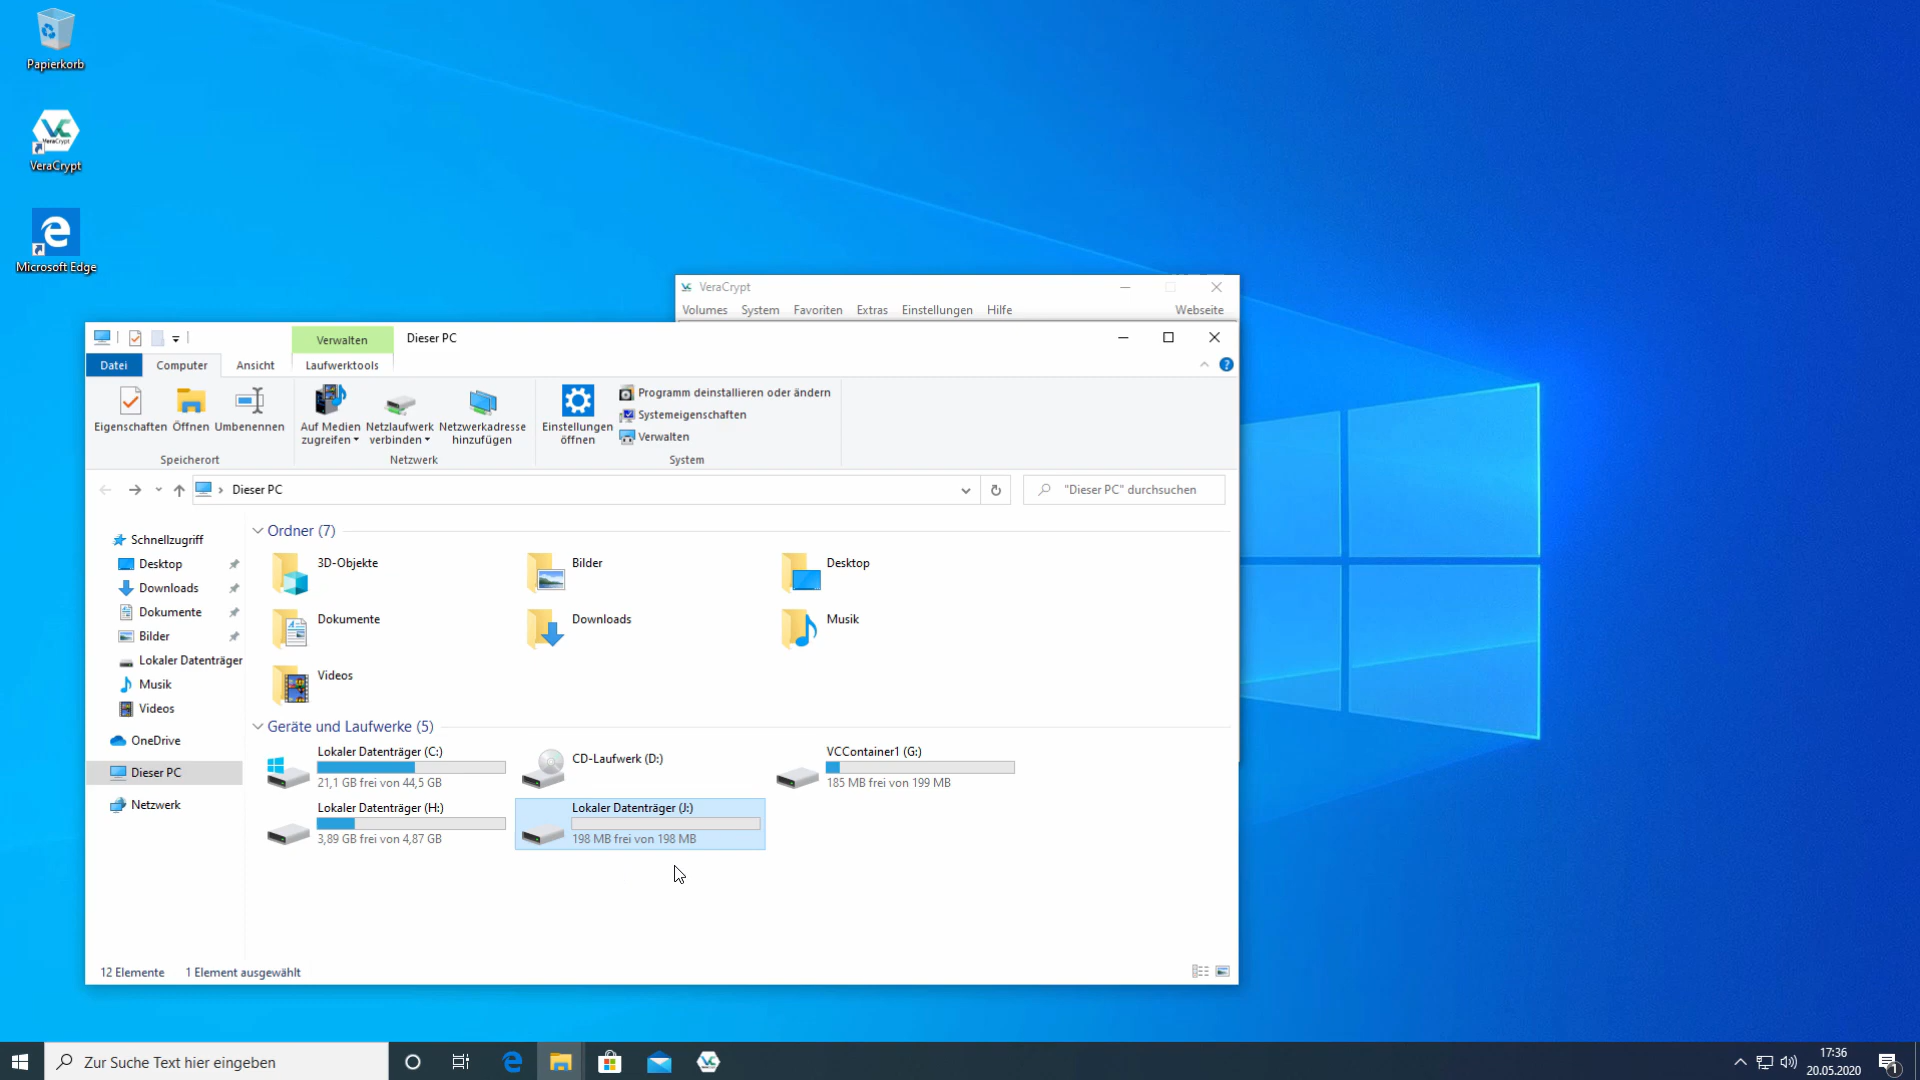 Papierkorb
VeraCrypt
VeraCrypt
Microsoft Edge
VeraCrypt
Volumes System Favoriten Extras Einstellungen Hilfe Webseite
Verwalten Dieser PC
Datei Computer Ansicht Laufwerktools
Eigenschaften Öffnen Umbenennen
Speicherort
Auf Medien zugreifen
Netzlaufwerk verbinden
Netzwerkadresse hinzufügen
Netzwerk
Einstellungen öffnen
Programm deinstallieren oder ändern
Systemeigenschaften
Verwalten
System
Dieser PC
"Dieser PC" durchsuchen
Schnellzugriff
Desktop
Downloads
Dokumente
Bilder
Lokaler Datenträger
Musik
Videos
OneDrive
Dieser PC
Netzwerk
Ordner (7)
3D-Objekte
Bilder
Desktop
Dokumente
Downloads
Musik
Videos
Geräte und Laufwerke (5)
Lokaler Datenträger (C:)
21,1 GB frei von 44,5 GB
CD-Laufwerk (D:)
VCContainer1 (G:)
185 MB frei von 199 MB
Lokaler Datenträger (H:)
3,89 GB frei von 4,87 GB
Lokaler Datenträger (J:)
198 MB frei von 198 MB
12 Elemente 1 Element ausgewählt
Zur Suche Text hier eingeben
17:36
20.05.2020
1